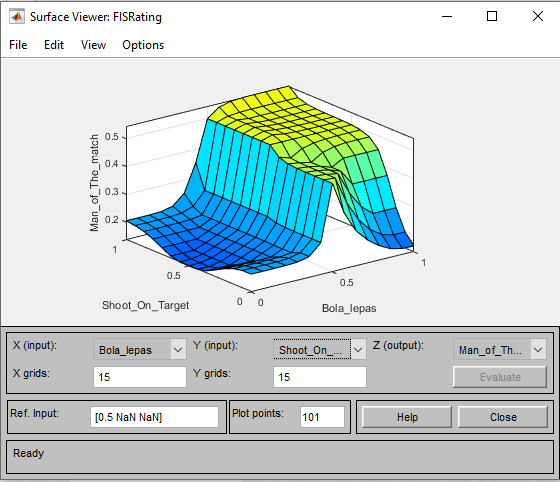 Surface Viewer: FISRating
File Edit View Options
0.5
0.4
0.3
0.2
Man_of_The_match
1
0.5
0
Shoot_On_Target
0
0.5
1
Bola_lepas
X (input): Bola_lepas Y (input): Shoot_On_... Z (output): Man_of_Th...
X grids: 15 Y grids: 15 Evaluate
Ref. Input: [0.5 NaN NaN] Plot points: 101 Help Close
Ready